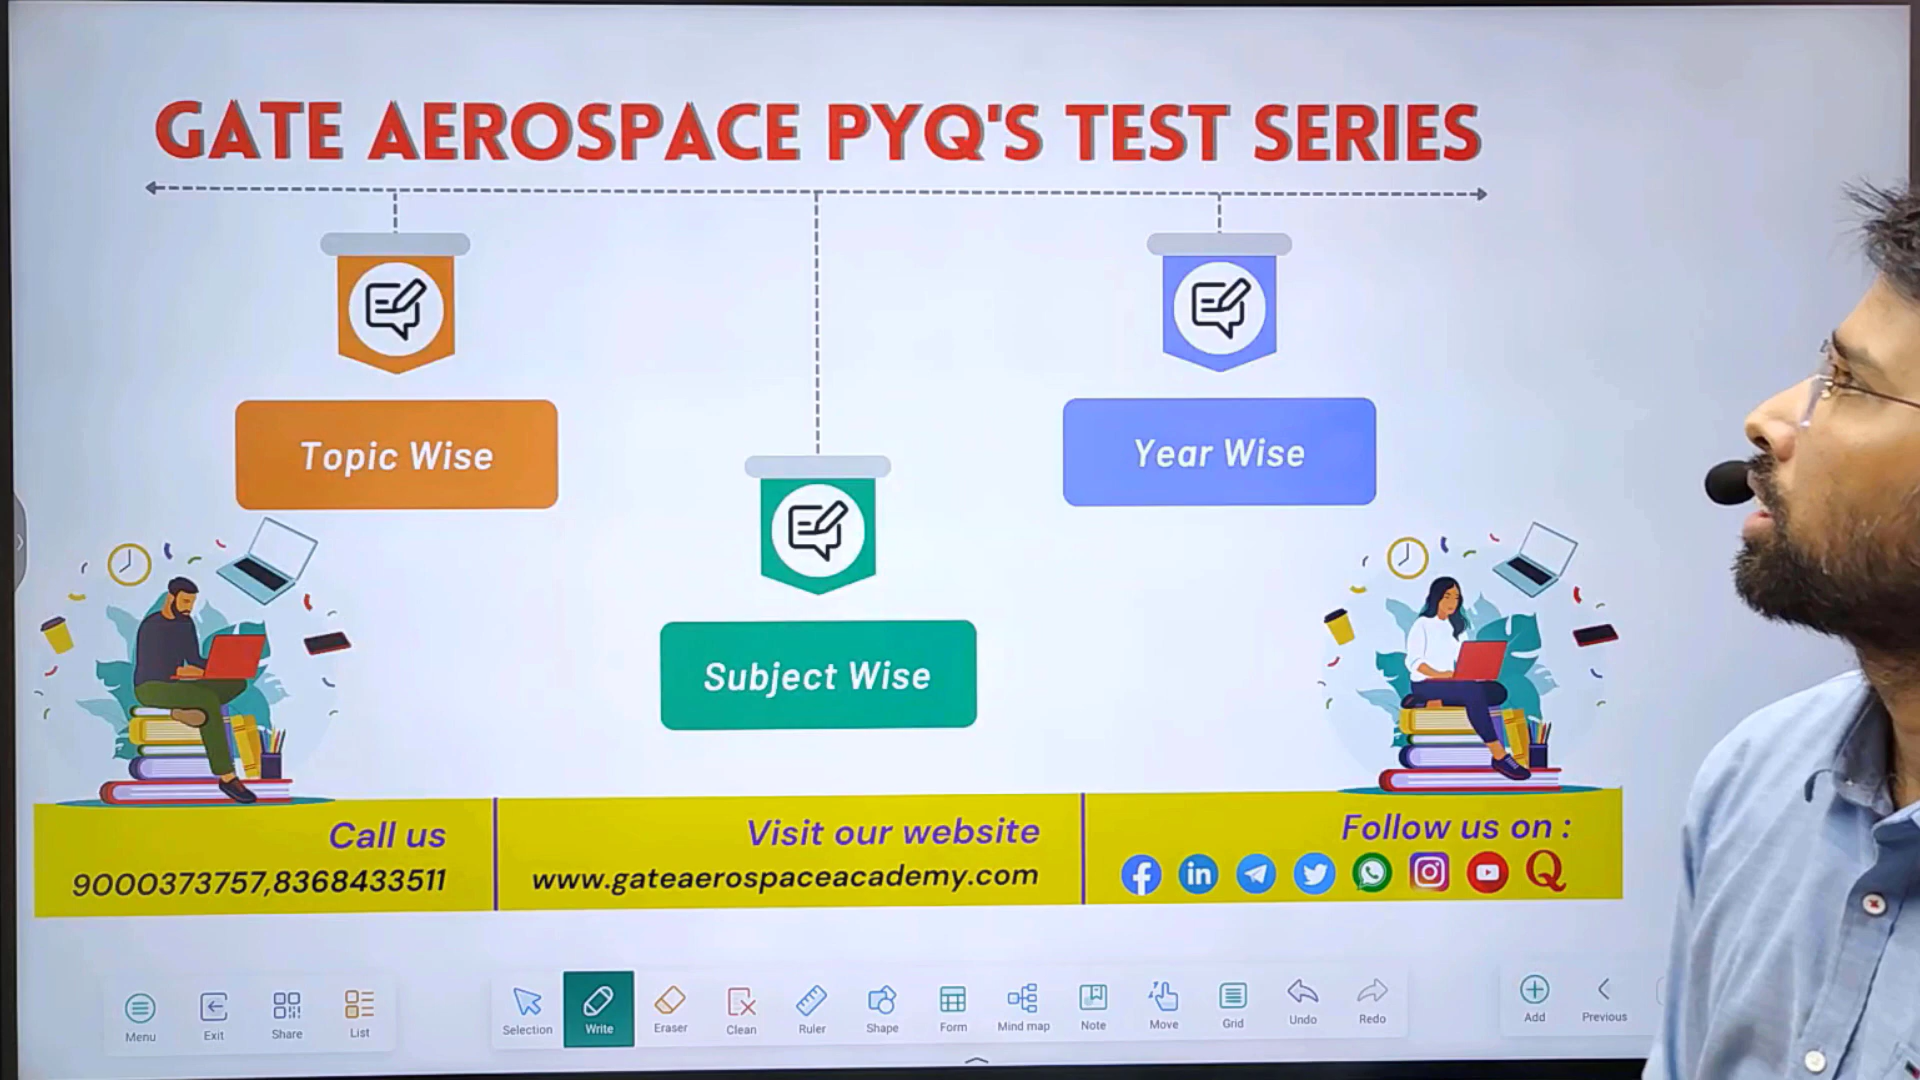 GATE AEROSPACE PYQ'S TEST SERIES
Topic Wise
Year Wise
Subject Wise
Call us
9000373757,8368433511
Visit our website
www.gateaerospaceacademy.com
Follow us on :
Menu
Exit
Share
List
Selection
Write
Eraser
Clean
Ruler
Shape
Form
Mind map
Note
Move
Grid
Undo
Redo
Add
Previous